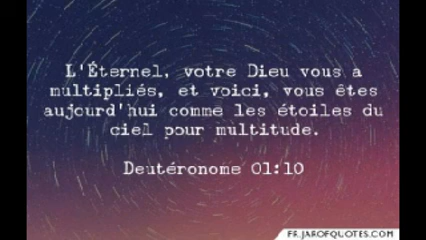 L'Éternel, votre Dieu vous a
multipliés, et voici, vous êtes
aujourd'hui comme les étoiles du
ciel pour multitude.
Deutéronome 01:10
FR.JAROFQUOTES.COM